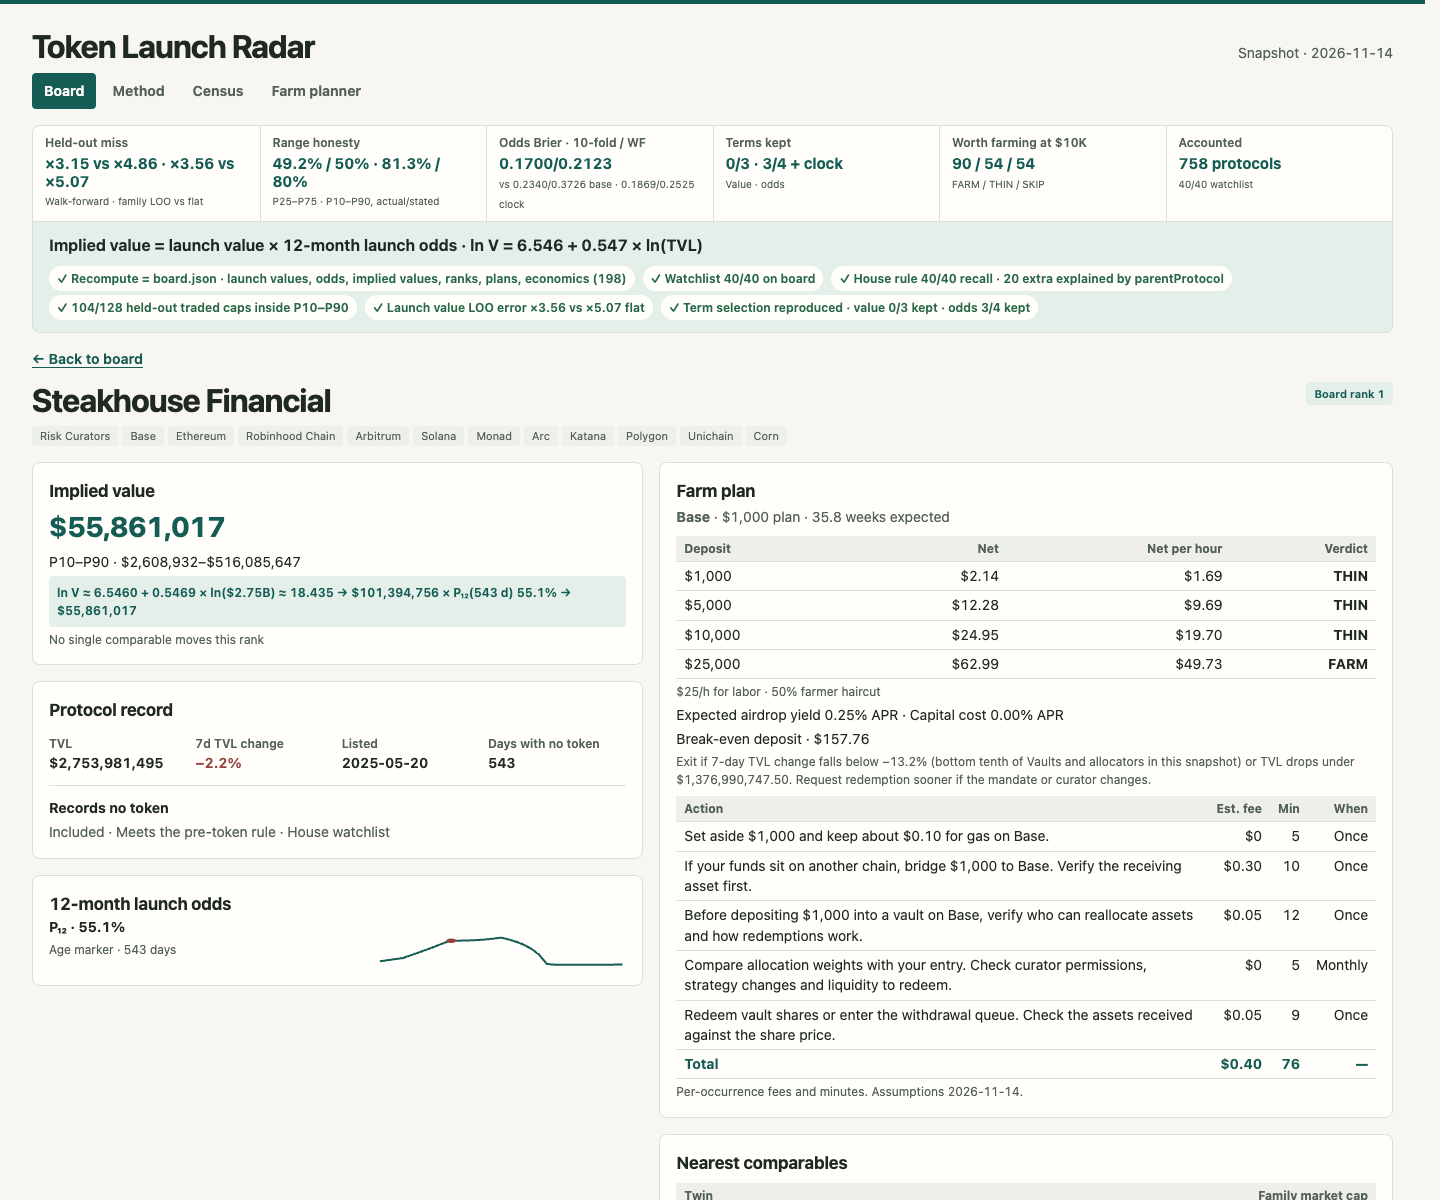 Token Launch Radar
Snapshot · 2026-11-14
Board
Method
Census
Farm planner
Held-out miss
×3.15 vs ×4.86 · ×3.56 vs
×5.07
Walk-forward · family LOO vs flat
Range honesty
49.2% / 50% · 81.3% /
80%
P25–P75 · P10–P90, actual/stated
Odds Brier · 10-fold / WF
0.1700/0.2123
vs 0.2340/0.3726 base · 0.1869/0.2525
clock
Terms kept
0/3 · 3/4 + clock
Value · odds
Worth farming at $10K
90 / 54 / 54
FARM / THIN / SKIP
Accounted
758 protocols
40/40 watchlist
Implied value = launch value × 12-month launch odds · ln V = 6.546 + 0.547 × ln(TVL)
✓ Recompute = board.json · launch values, odds, implied values, ranks, plans, economics (198)
✓ Watchlist 40/40 on board
✓ House rule 40/40 recall · 20 extra explained by parentProtocol
✓ 104/128 held-out traded caps inside P10–P90
✓ Launch value LOO error ×3.56 vs ×5.07 flat
✓ Term selection reproduced · value 0/3 kept · odds 3/4 kept
← Back to board
Steakhouse Financial
Board rank 1
Risk Curators
Base
Ethereum
Robinhood Chain
Arbitrum
Solana
Monad
Arc
Katana
Polygon
Unichain
Corn
Implied value
$55,861,017
P10–P90 · $2,608,932–$516,085,647
ln V ≈ 6.5460 + 0.5469 × ln($2.75B) ≈ 18.435 → $101,394,756 × P₁₂(543 d) 55.1% →
$55,861,017
No single comparable moves this rank
Protocol record
TVL
$2,753,981,495
7d TVL change
−2.2%
Listed
2025-05-20
Days with no token
543
Records no token
Included · Meets the pre-token rule · House watchlist
12-month launch odds
P₁₂ · 55.1%
Age marker · 543 days
Farm plan
Base · $1,000 plan · 35.8 weeks expected
Deposit Net Net per hour Verdict
$1,000 $2.14 $1.69 THIN
$5,000 $12.28 $9.69 THIN
$10,000 $24.95 $19.70 THIN
$25,000 $62.99 $49.73 FARM
$25/h for labor · 50% farmer haircut
Expected airdrop yield 0.25% APR · Capital cost 0.00% APR
Break-even deposit · $157.76
Exit if 7-day TVL change falls below −13.2% (bottom tenth of Vaults and allocators in this snapshot) or TVL drops under
$1,376,990,747.50. Request redemption sooner if the mandate or curator changes.
Action Est. fee Min When
Set aside $1,000 and keep about $0.10 for gas on Base. $0 5 Once
If your funds sit on another chain, bridge $1,000 to Base. Verify the receiving $0.30 10 Once
asset first.
Before depositing $1,000 into a vault on Base, verify who can reallocate assets $0.05 12 Once
and how redemptions work.
Compare allocation weights with your entry. Check curator permissions, $0 5 Monthly
strategy changes and liquidity to redeem.
Redeem vault shares or enter the withdrawal queue. Check the assets received $0.05 9 Once
against the share price.
Total $0.40 76 —
Per-occurrence fees and minutes. Assumptions 2026-11-14.
Nearest comparables
Twin Family market cap